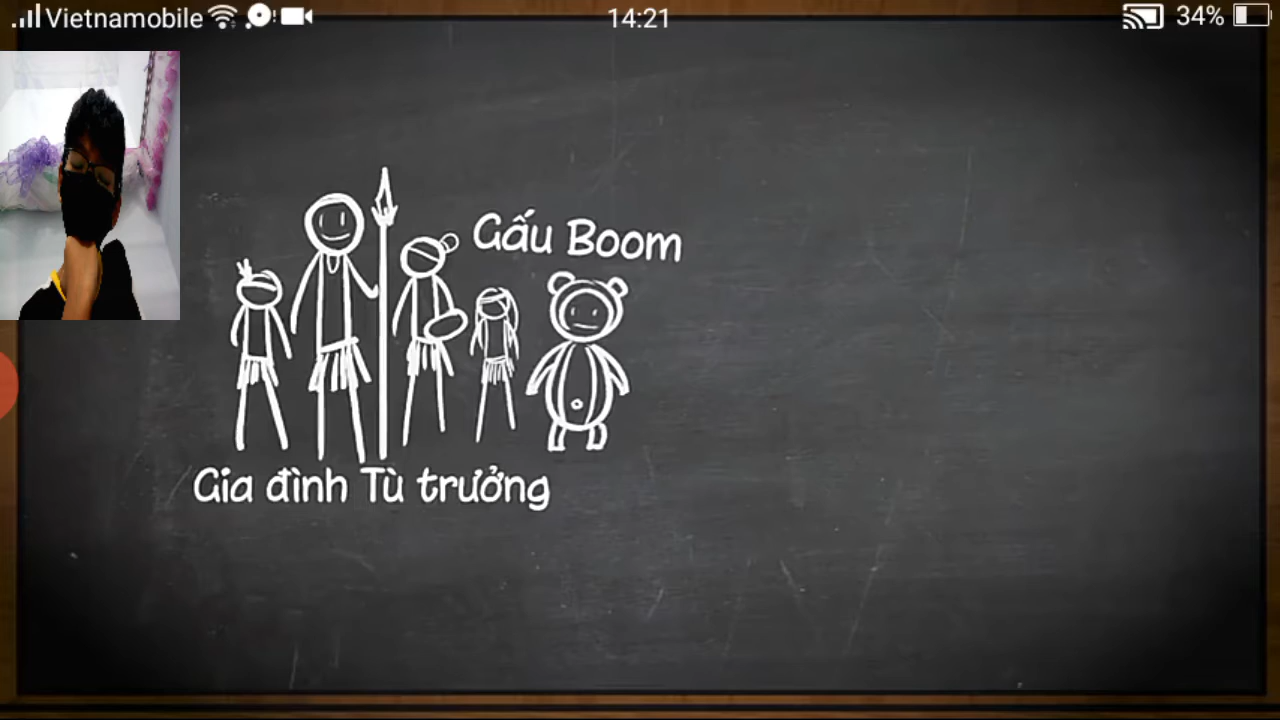 Vietnamobile 14:21 34%
Gấu Boom
Gia đình Tù trưởng